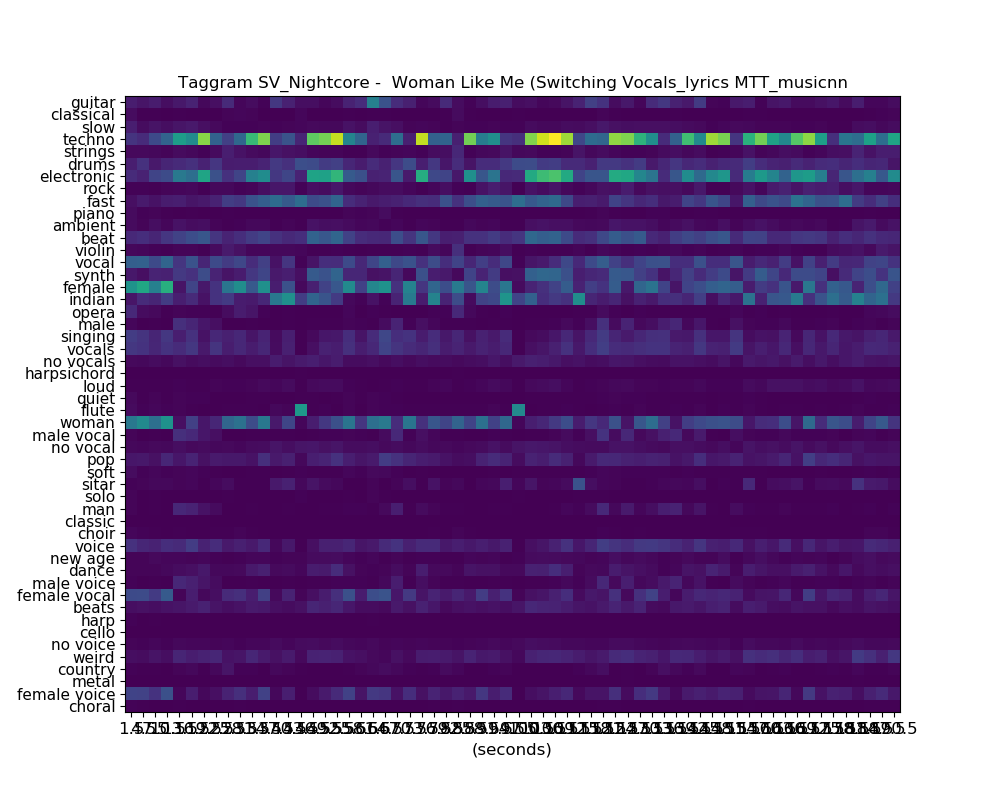 Taggram SV_Nightcore - Woman Like Me (Switching Vocals_lyrics MTT_musicnn
guitar
classical
slow
techno
strings
drums
electronic
rock
fast
piano
ambient
beat
violin
vocal
synth
female
indian
opera
male
singing
vocals
no vocals
harpsichord
loud
quiet
flute
woman
male vocal
no vocal
pop
soft
sitar
solo
man
classic
choir
voice
new age
dance
male voice
female vocal
beats
harp
cello
no voice
weird
country
metal
female voice
choral
(seconds)